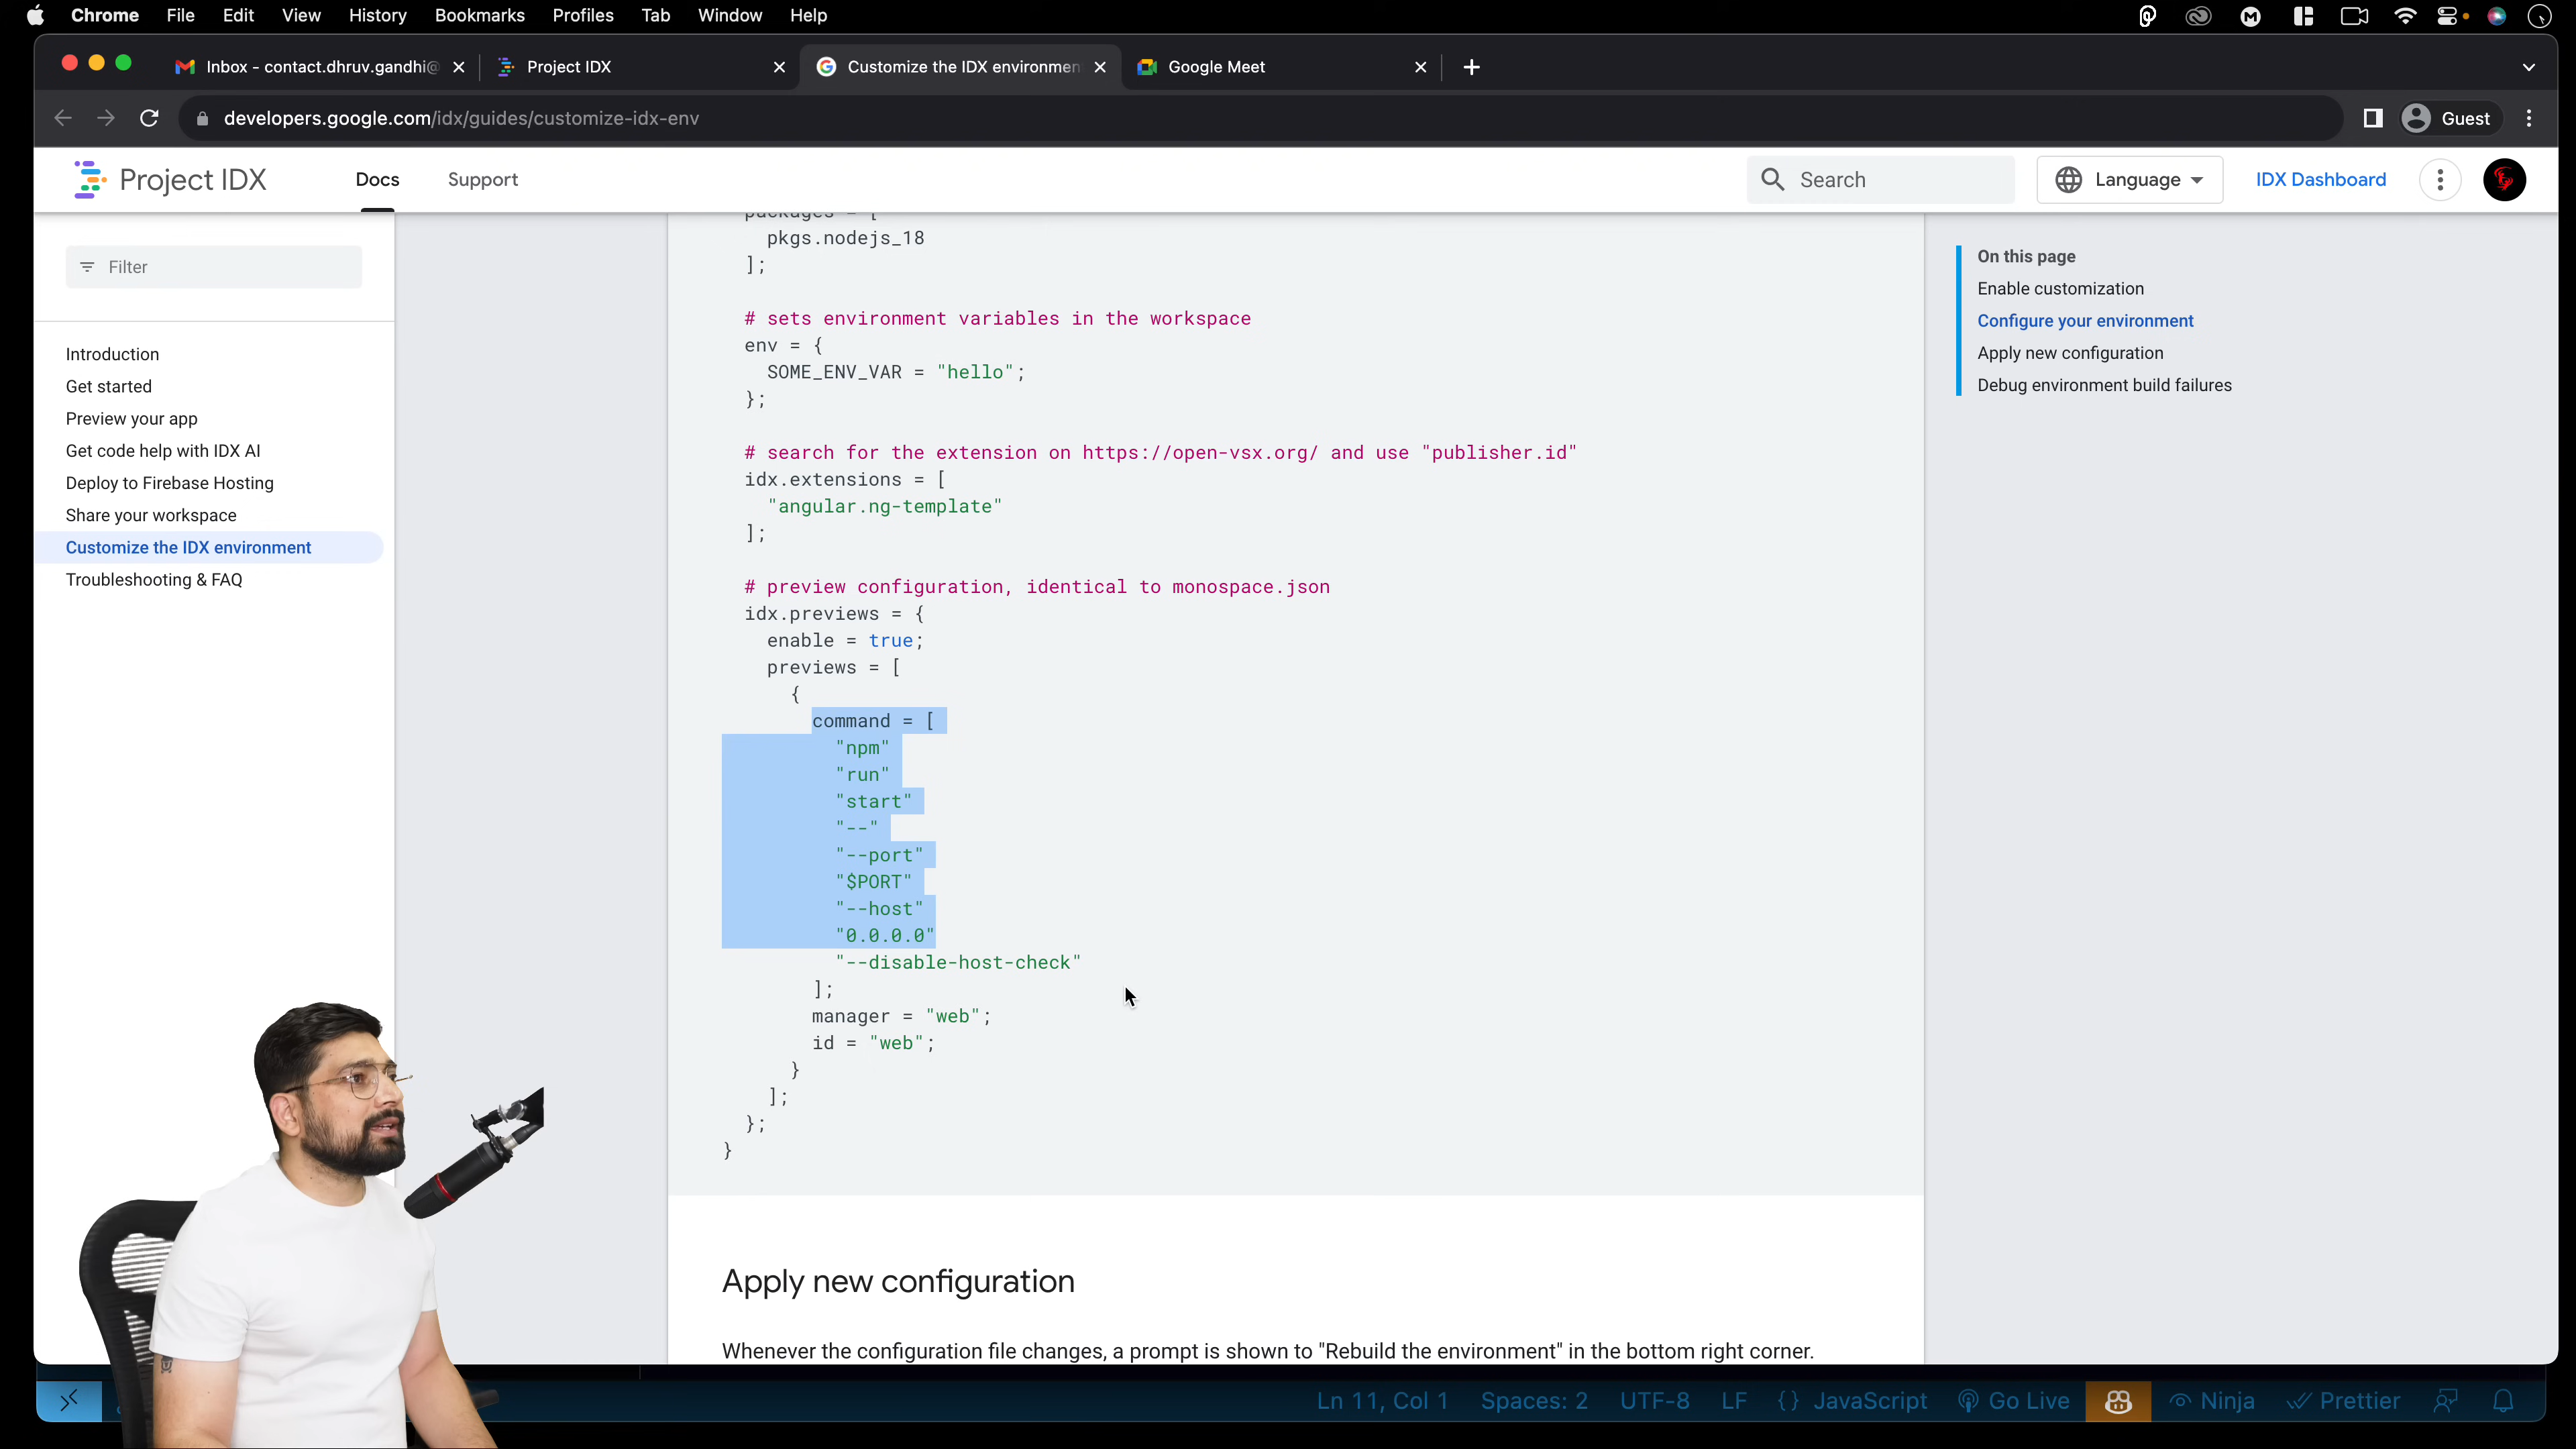 Chrome File Edit View History Bookmarks Profiles Tab Window Help
Inbox - contact.dhruv.gandhi@ Project IDX Customize the IDX environmen Google Meet
developers.google.com/idx/guides/customize-idx-env Guest
Project IDX Docs Support Search Language IDX Dashboard
Filter
Introduction
Get started
Preview your app
Get code help with IDX AI
Deploy to Firebase Hosting
Share your workspace
Customize the IDX environment
Troubleshooting & FAQ
packages = [
pkgs.nodejs_18
];
# sets environment variables in the workspace
env = {
SOME_ENV_VAR = "hello";
};
# search for the extension on https://open-vsx.org/ and use "publisher.id"
idx.extensions = [
"angular.ng-template"
];
# preview configuration, identical to monospace.json
idx.previews = {
enable = true;
previews = [
{
command = [
"npm"
"run"
"start"
"--"
"--port"
"$PORT"
"--host"
"0.0.0.0"
"--disable-host-check"
];
manager = "web";
id = "web";
}
];
};
}
Apply new configuration
Whenever the configuration file changes, a prompt is shown to "Rebuild the environment" in the bottom right corner.
On this page
Enable customization
Configure your environment
Apply new configuration
Debug environment build failures
Ln 11, Col 1 Spaces: 2 UTF-8 LF {} JavaScript Go Live Ninja Prettier